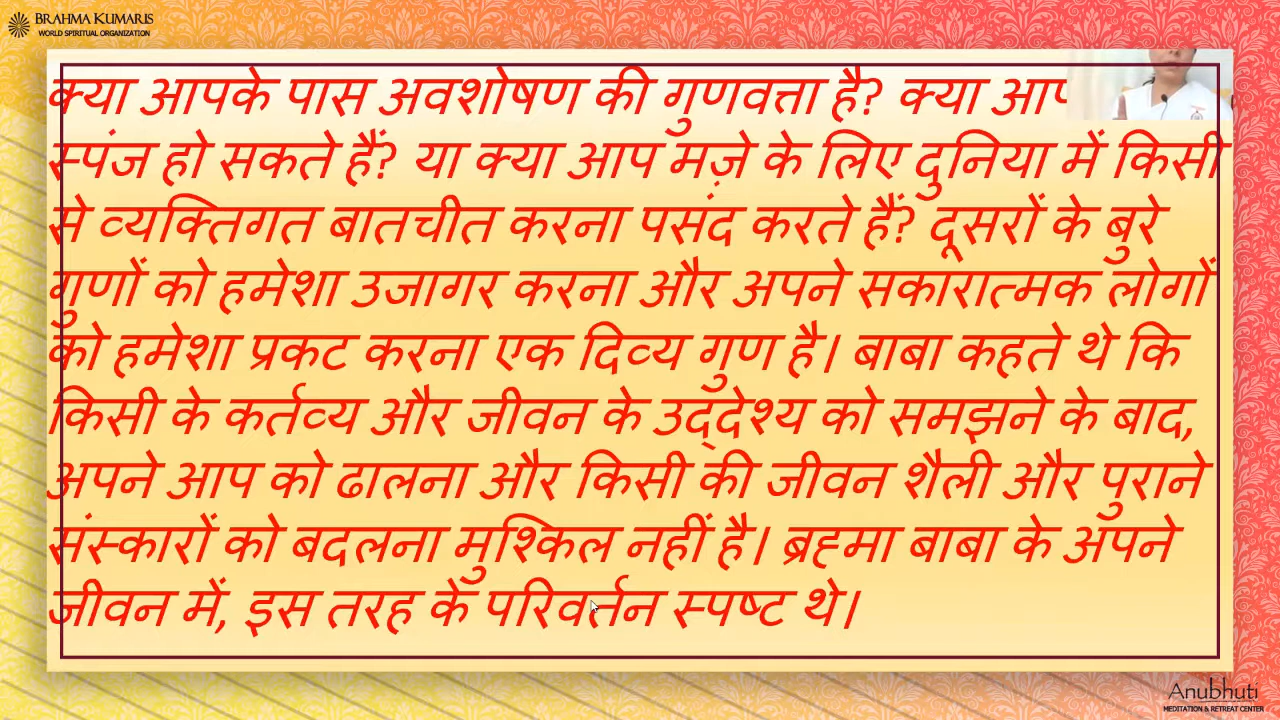 BRAHMA KUMARIS
WORLD SPIRITUAL ORGANIZATION
क्या आपके पास अवशोषण की गुणवत्ता है? क्या आप
स्पंज हो सकते हैं? या क्या आप मज़े के लिए दुनिया में किसी
से व्यक्तिगत बातचीत करना पसंद करते हैं? दूसरों के बुरे
गुणों को हमेशा उजागर करना और अपने सकारात्मक लोगों
को हमेशा प्रकट करना एक दिव्य गुण है। बाबा कहते थे कि
किसी के कर्तव्य और जीवन के उद्देश्य को समझने के बाद,
अपने आप को ढालना और किसी की जीवन शैली और पुराने
संस्कारों को बदलना मुश्किल नहीं है। ब्रह्मा बाबा के अपने
जीवन में, इस तरह के परिवर्तन स्पष्ट थे।
Anubhuti
MEDITATION & RETREAT CENTER